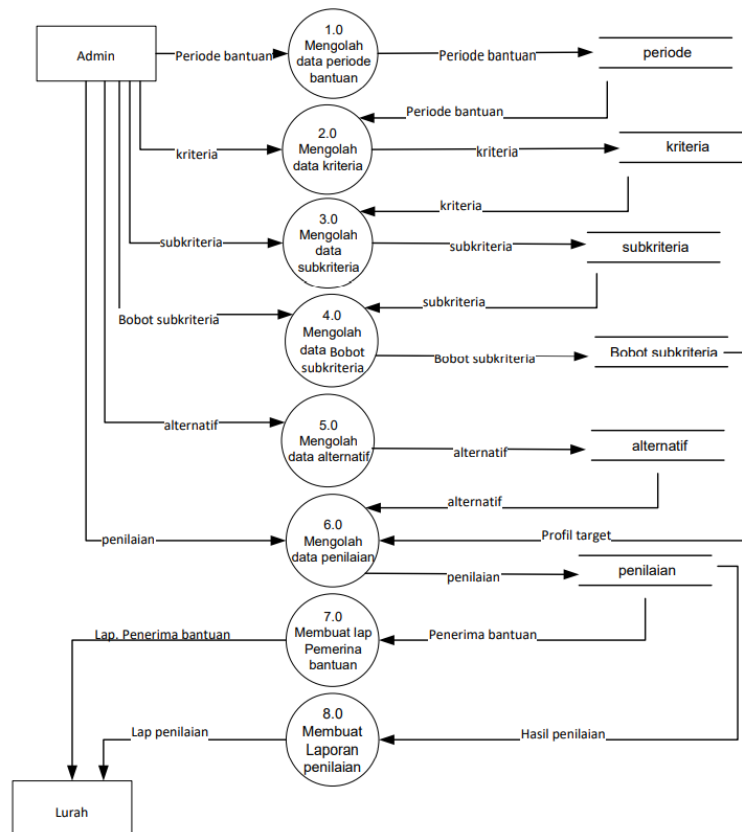 Admin
Periode bantuan
1.0
Mengolah
data periode
bantuan
Periode bantuan
periode
Periode bantuan
kriteria
2.0
Mengolah
data kriteria
kriteria
kriteria
kriteria
subkriteria
3.0
Mengolah
data
subkriteria
subkriteria
subkriteria
subkriteria
Bobot subkriteria
4.0
Mengolah
data Bobot
subkriteria
Bobot subkriteria
Bobot subkriteria
alternatif
5.0
Mengolah
data alternatif
alternatif
alternatif
alternatif
penilaian
6.0
Mengolah
data penilaian
Profil target
penilaian
penilaian
Lap. Penerima bantuan
7.0
Membuat lap
Pemerina
bantuan
Penerima bantuan
Lap penilaian
8.0
Membuat
Laporan
penilaian
Hasil penilaian
Lurah